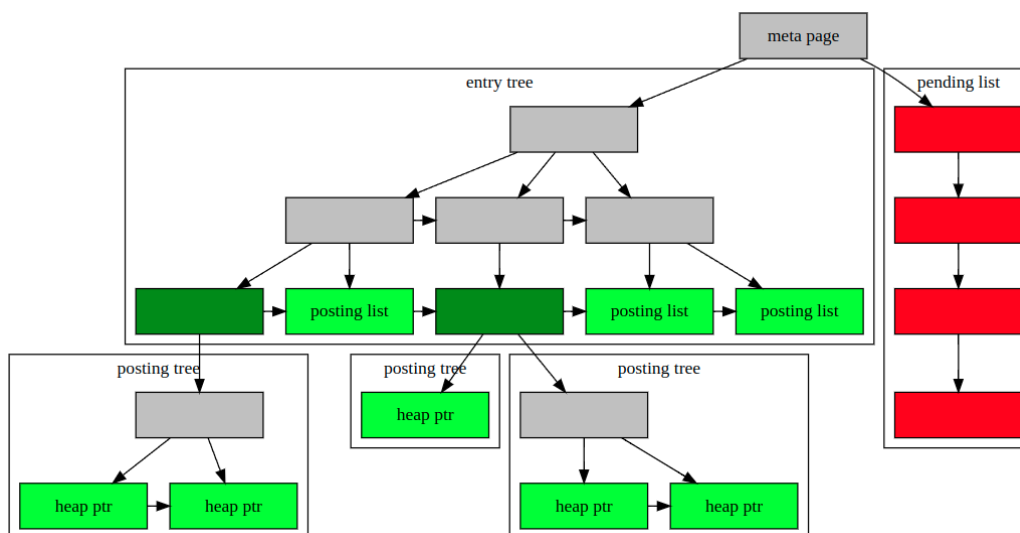 meta page
entry tree
pending list
posting list
posting list
posting list
posting tree
posting tree
posting tree
heap ptr
heap ptr
heap ptr
heap ptr
heap ptr